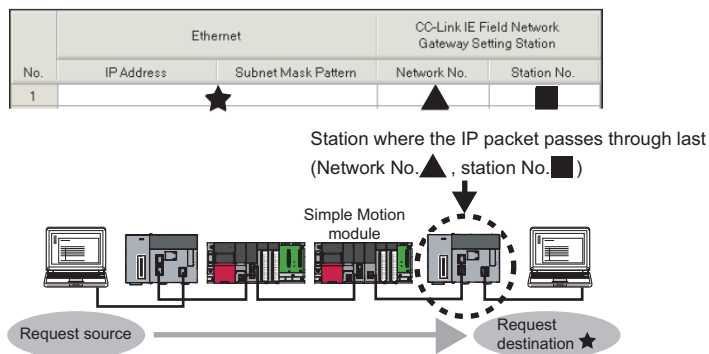 Ethernet
CC-Link IE Field Network
Gateway Setting Station
No.
IP Address
Subnet Mask Pattern
Network No.
Station No.
1
Station where the IP packet passes through last
(Network No.▲ , station No.■ )
Simple Motion
module
Request source
Request
destination ★